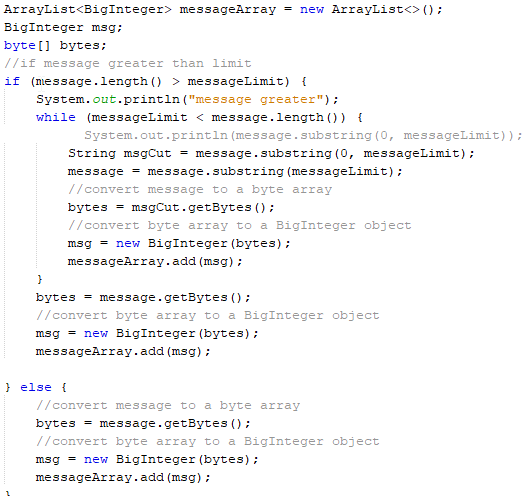 ArrayList<BigInteger> messageArray = new ArrayList<>();
BigInteger msg;
byte[] bytes;
//if message greater than limit
if (message.length() > messageLimit) {
    System.out.println("message greater");
    while (messageLimit < message.length()) {
          System.out.println(message.substring(0, messageLimit));
        String msgCut = message.substring(0, messageLimit);
        message = message.substring(messageLimit);
        //convert message to a byte array
        bytes = msgCut.getBytes();
        //convert byte array to a BigInteger object
        msg = new BigInteger(bytes);
        messageArray.add(msg);
    }
    bytes = message.getBytes();
    //convert byte array to a BigInteger object
    msg = new BigInteger(bytes);
    messageArray.add(msg);

} else {
    //convert message to a byte array
    bytes = message.getBytes();
    //convert byte array to a BigInteger object
    msg = new BigInteger(bytes);
    messageArray.add(msg);
}